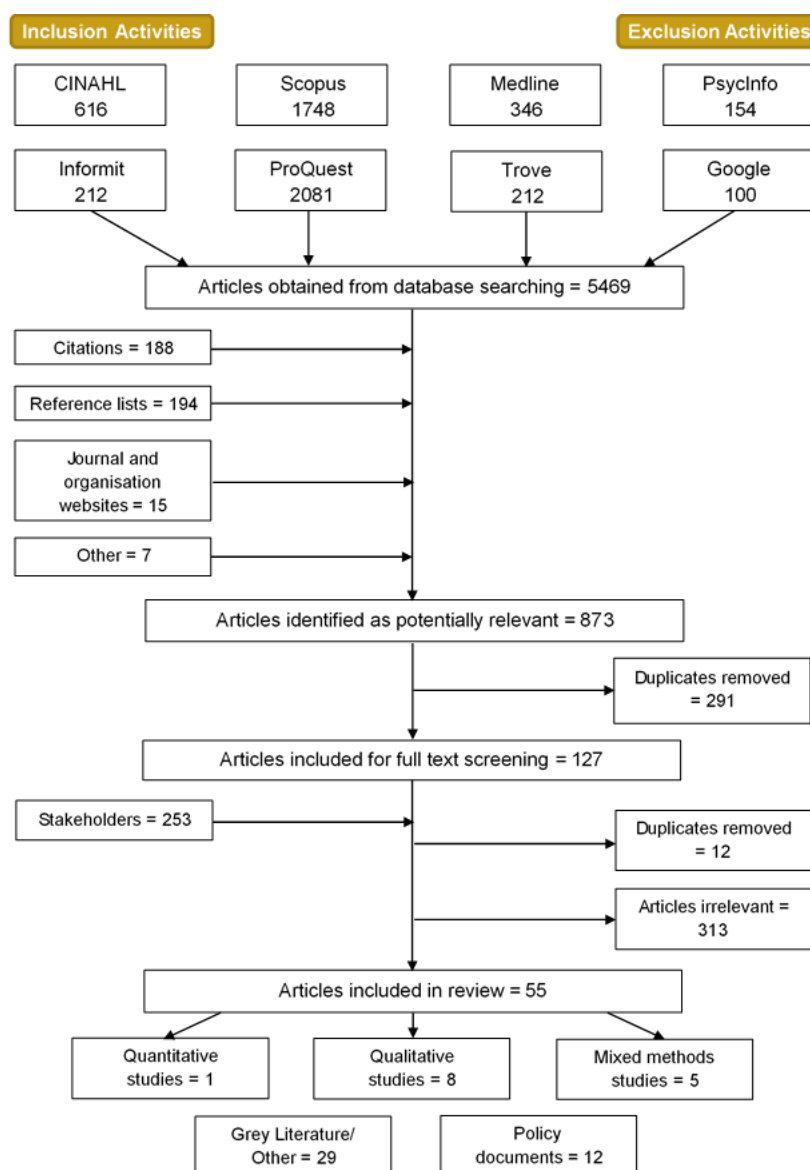 Inclusion Activities
Exclusion Activities
CINAHL
616
Scopus
1748
Medline
346
PsycInfo
154
Informit
212
ProQuest
2081
Trove
212
Google
100
Articles obtained from database searching = 5469
Citations = 188
Reference lists = 194
Journal and
organisation
websites = 15
Other = 7
Articles identified as potentially relevant = 873
Duplicates removed
= 291
Articles included for full text screening = 127
Stakeholders = 253
Duplicates removed
= 12
Articles irrelevant =
313
Articles included in review = 55
Quantitative
studies = 1
Qualitative
studies = 8
Mixed methods
studies = 5
Grey Literature/
Other = 29
Policy
documents = 12